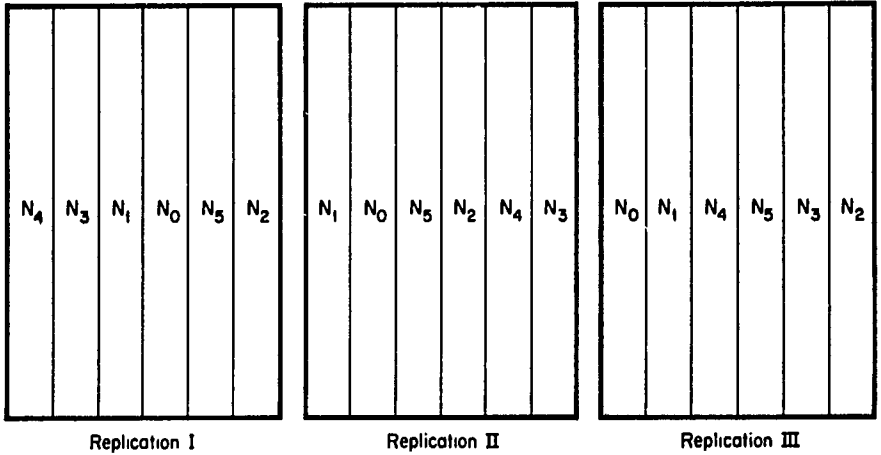 N₄ N₃ N₁ N₀ N₅ N₂
N₁ N₀ N₅ N₂ N₄ N₃
N₀ N₁ N₄ N₅ N₃ N₂
Replication I
Replication II
Replication III